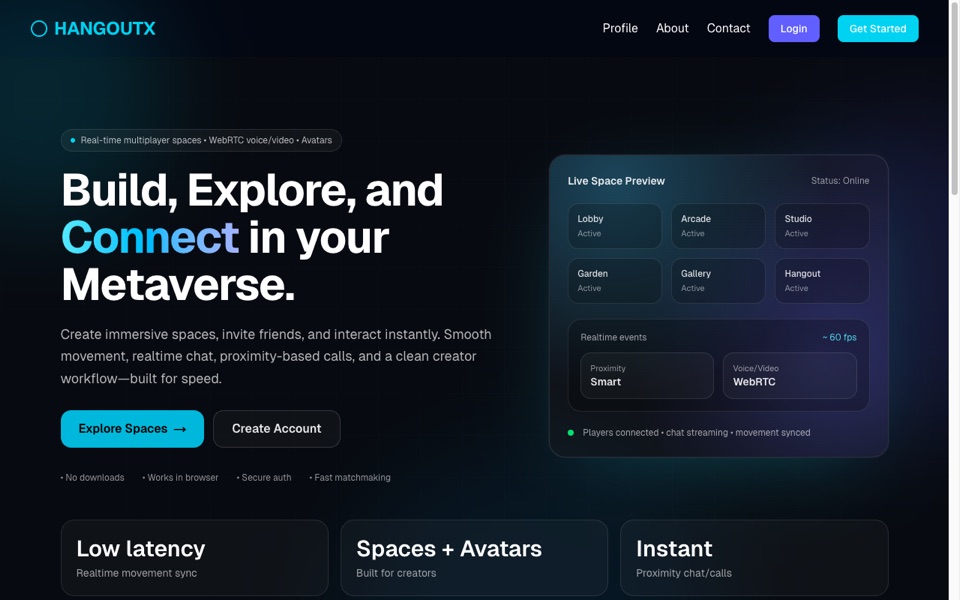 HANGOUTX
Profile
About
Contact
Login
Get Started
Real-time multiplayer spaces • WebRTC voice/video • Avatars
Build, Explore, and
Connect in your
Metaverse.
Create immersive spaces, invite friends, and interact instantly. Smooth
movement, realtime chat, proximity-based calls, and a clean creator
workflow—built for speed.
Explore Spaces →
Create Account
• No downloads
• Works in browser
• Secure auth
• Fast matchmaking
Live Space Preview
Status: Online
Lobby
Active
Arcade
Active
Studio
Active
Garden
Active
Gallery
Active
Hangout
Active
Realtime events
~ 60 fps
Proximity
Smart
Voice/Video
WebRTC
Players connected • chat streaming • movement synced
Low latency
Realtime movement sync
Spaces + Avatars
Built for creators
Instant
Proximity chat/calls